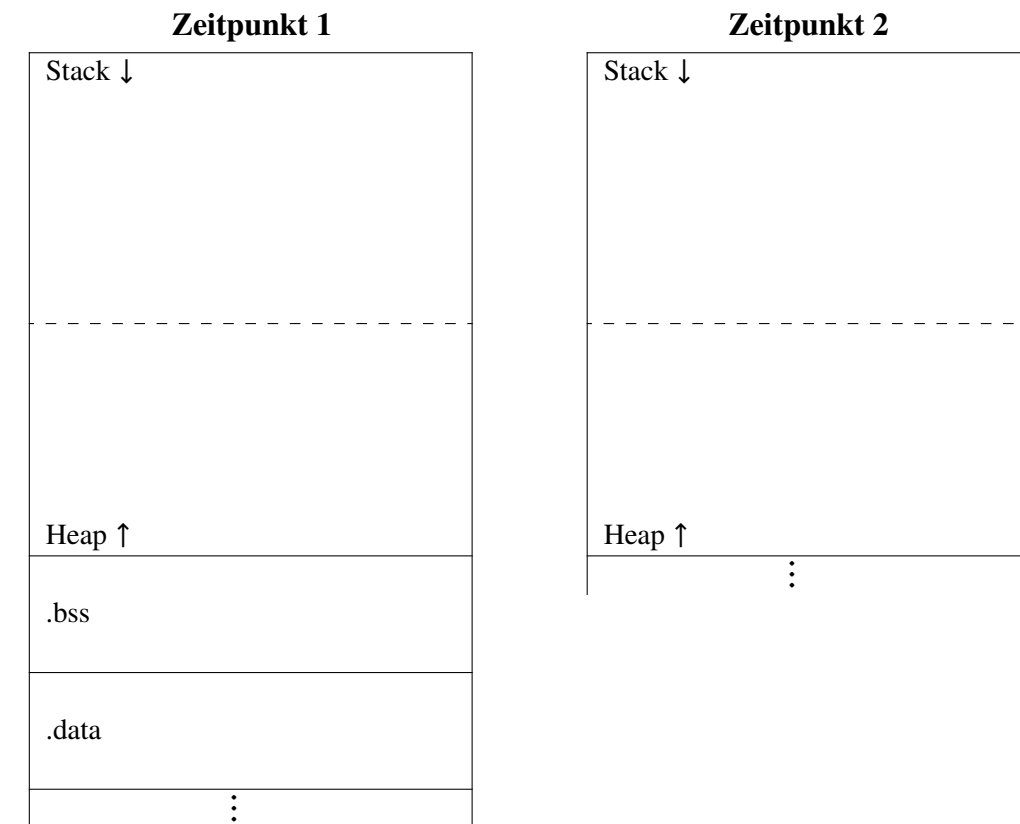 Zeitpunkt 1
Stack ↓
Heap ↑
.bss
.data
⋮
Zeitpunkt 2
Stack ↓
Heap ↑
⋮